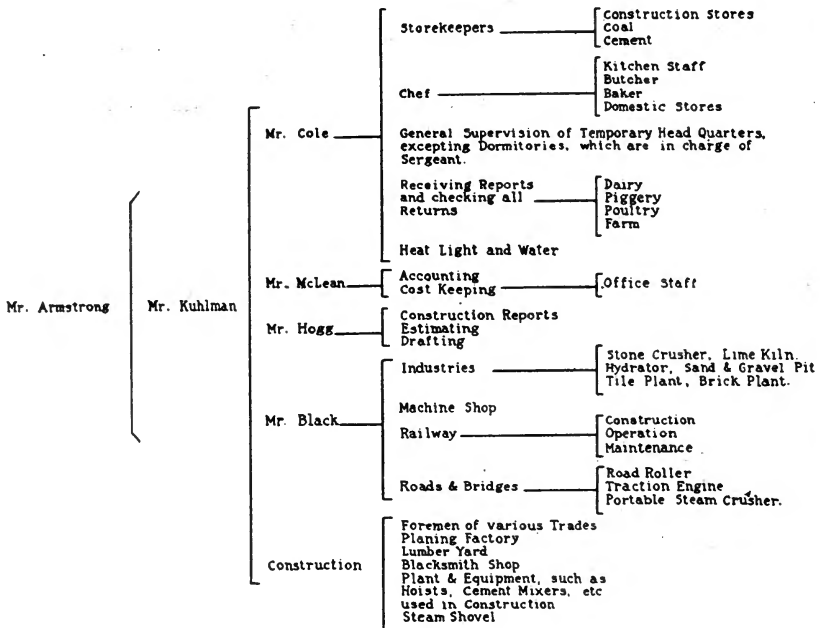 Mr. Armstrong
Mr. Kuhlman
Mr. Cole
Storekeepers
Construction Stores
Coal
Cement
Chef
Kitchen Staff
Butcher
Baker
Domestic Stores
General Supervision of Temporary Head Quarters,
excepting Dormitories, which are in charge of
Sergeant.
Receiving Reports
and checking all
Returns
Dairy
Piggery
Poultry
Farm
Heat Light and Water
Mr. McLean
Accounting
Cost Keeping
Office Staff
Mr. Hogg
Construction Reports
Estimating
Drafting
Mr. Black
Industries
Stone Crusher, Lime Kiln.
Hydrator, Sand & Gravel Pit
Tile Plant, Brick Plant.
Machine Shop
Railway
Construction
Operation
Maintenance
Roads & Bridges
Road Roller
Traction Engine
Portable Steam Crusher.
Construction
Foremen of various Trades
Planing Factory
Lumber Yard
Blacksmith Shop
Plant & Equipment, such as
Hoists, Cement Mixers, etc
used in Construction
Steam Shovel